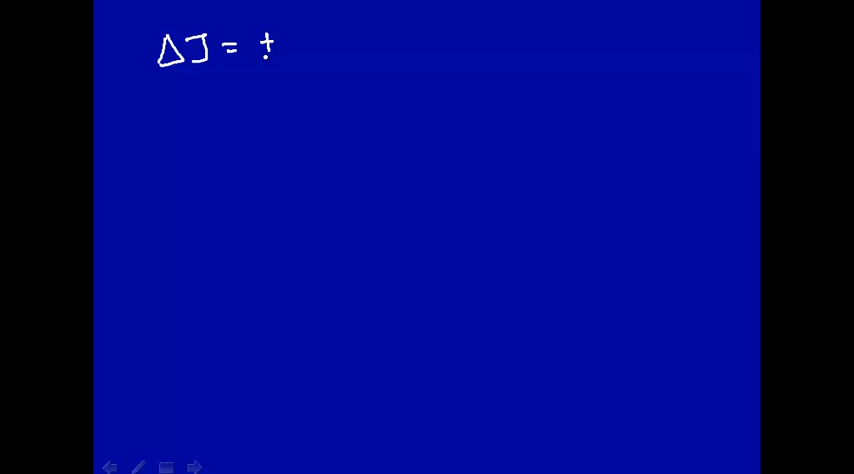 ΔJ = ±